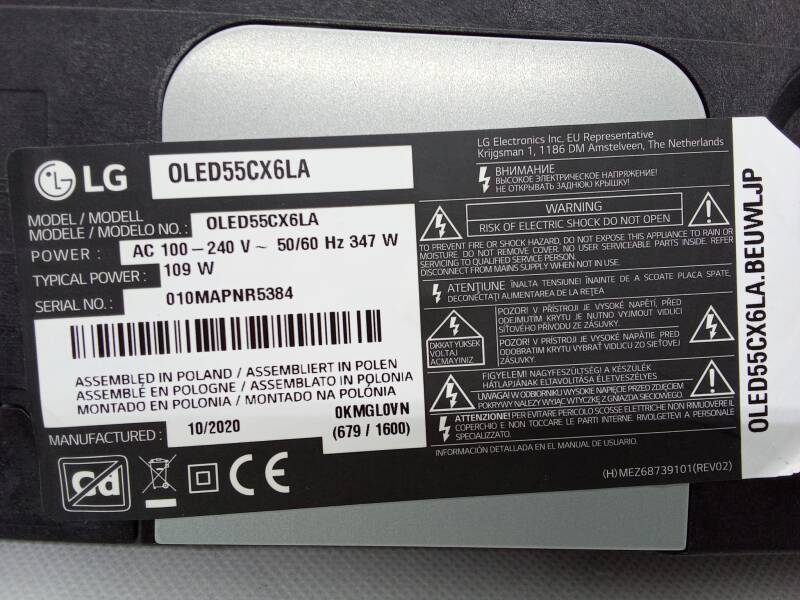 LG
OLED55CX6LA
MODEL / MODELL
MODELE / MODELO NO.: OLED55CX6LA
POWER : AC 100 – 240 V ~ 50/60 Hz 347 W
TYPICAL POWER : 109 W
SERIAL NO.: 010MAPNR5384
ASSEMBLED IN POLAND / ASSEMBLIERT IN POLEN
ASSEMBLÉ EN POLOGNE / ASSEMBLATO IN POLONIA
MONTADO EN POLONIA / MONTADO NA POLÓNIA
MANUFACTURED : 10/2020
0KMGL0VN
(679 / 1600)
Cd
CE
LG Electronics Inc. EU Representative
Krijgsman 1, 1186 DM Amstelveen, The Netherlands
ВНИМАНИЕ
ВЫСОКОЕ ЭЛЕКТРИЧЕСКОЕ НАПРЯЖЕНИЕ!
НЕ ОТКРЫВАТЬ ЗАДНЮЮ КРЫШКУ!
WARNING
RISK OF ELECTRIC SHOCK DO NOT OPEN
TO PREVENT FIRE OR SHOCK HAZARD, DO NOT EXPOSE THIS APPLIANCE TO RAIN
OR MOISTURE. DO NOT REMOVE COVER. NO USER SERVICEABLE PARTS INSIDE. REFER
SERVICING TO QUALIFIED SERVICE PERSONNEL.
DISCONNECT FROM MAINS SUPPLY WHEN NOT IN USE.
ATENŢIUNE ÎNALTA TENSIUNE! ÎNAINTE DE A SCOATE PLACA SPATE,
DECONECTAŢI ALIMENTAREA DE LA REŢEA
DIKKAT YÜKSEK
VOLTAJ
AÇMAYINIZ
POZOR! V PŘÍSTROJI JE VYSOKÉ NAPĚTÍ, PŘED
ODEJMUTÍM KRYTU JE NUTNO VYJMOUT VIDLICI
SÍŤOVÉHO PŘÍVODU ZE ZÁSUVKY.
POZOR! V PRÍSTROJI JE VYSOKÉ NAPÄTIE PRED
ODOBRATÍM KRYTU VYBRAŤ VIDLICU ZO SIEŤOVEJ
ZÁSUVKY.
FIGYELEM! NAGYFESZÜLTSÉG! A KÉSZÜLÉK
HÁTLAPJÁNAK ELTÁVOLÍTÁSA ÉLETVESZÉLYES
UWAGA! W ODBIORNIKU WYSOKIE NAPIĘCIE PRZED ZDJĘCIEM
POKRYWY NALEŻY WYJĄĆ WTYCZKĘ Z GNIAZDA SIECIOWEGO.
ATTENZIONE! PER EVITARE PERICOLO SCOSSE ELETTRICHE NON RIMUOVERE IL
COPERCHIO E NON TOCCARE LE PARTI INTERNE. RIVOLGETEVI A PERSONALE
SPECIALIZZATO.
INFORMACIÓN DETALLADA EN EL MANUAL DE USUARIO.
(H) MEZ68739101(REV02)
OLED55CX6LA.BEUWLJP